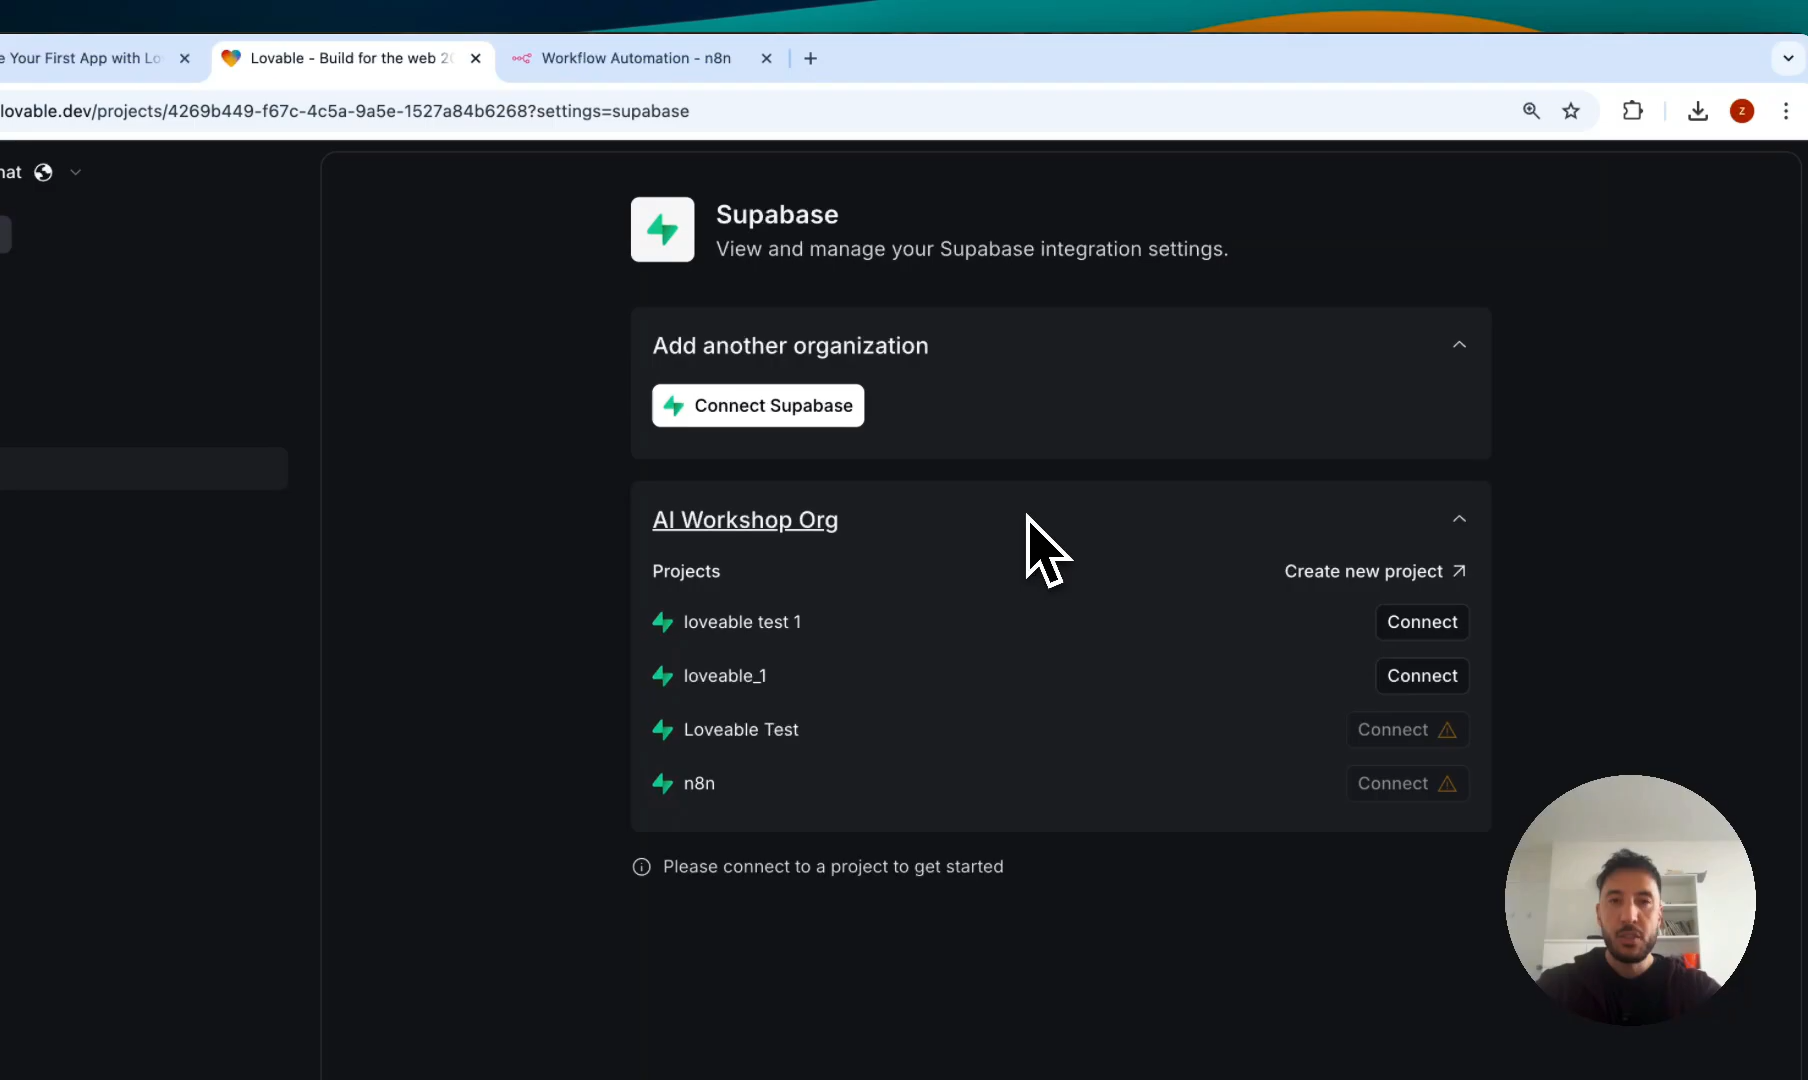 e Your First App with Lo
Lovable - Build for the web 20
Workflow Automation - n8n
lovable.dev/projects/4269b449-f67c-4c5a-9a5e-1527a84b6268?settings=supabase
z
hat
Supabase
View and manage your Supabase integration settings.
Add another organization
Connect Supabase
AI Workshop Org
Projects
Create new project
loveable test 1
Connect
loveable_1
Connect
Loveable Test
Connect
n8n
Connect
Please connect to a project to get started